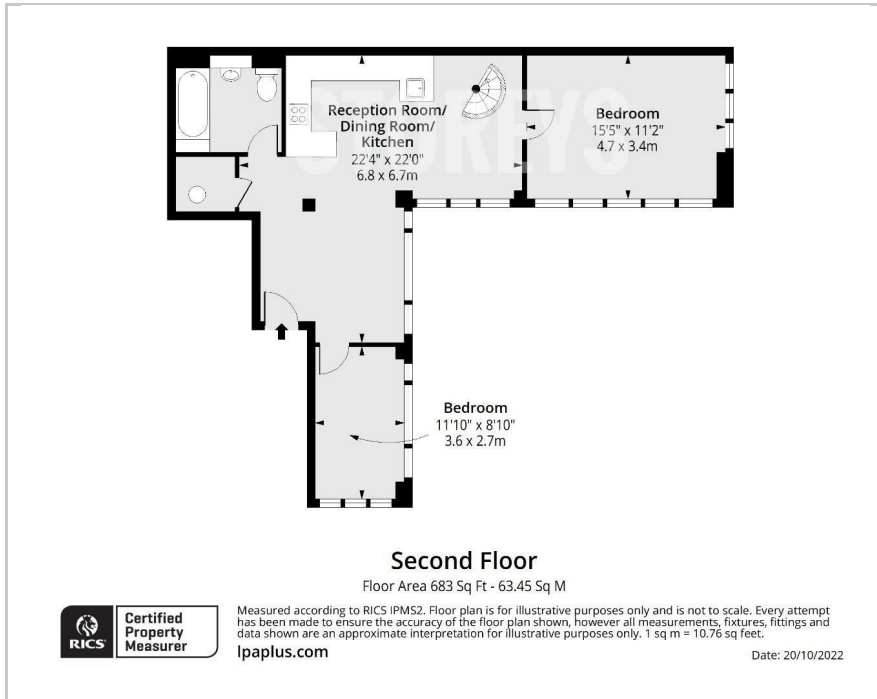 STOREYS
Reception Room/
Dining Room/
Kitchen
22'4" x 22'0"
6.8 x 6.7m
Bedroom
15'5" x 11'2"
4.7 x 3.4m
Bedroom
11'10" x 8'10"
3.6 x 2.7m
Second Floor
Floor Area 683 Sq Ft - 63.45 Sq M
RICS
Certified
Property
Measurer
Measured according to RICS IPMS2. Floor plan is for illustrative purposes only and is not to scale. Every attempt
has been made to ensure the accuracy of the floor plan shown, however all measurements, fixtures, fittings and
data shown are an approximate interpretation for illustrative purposes only. 1 sq m = 10.76 sq feet.
lpaplus.com
Date: 20/10/2022